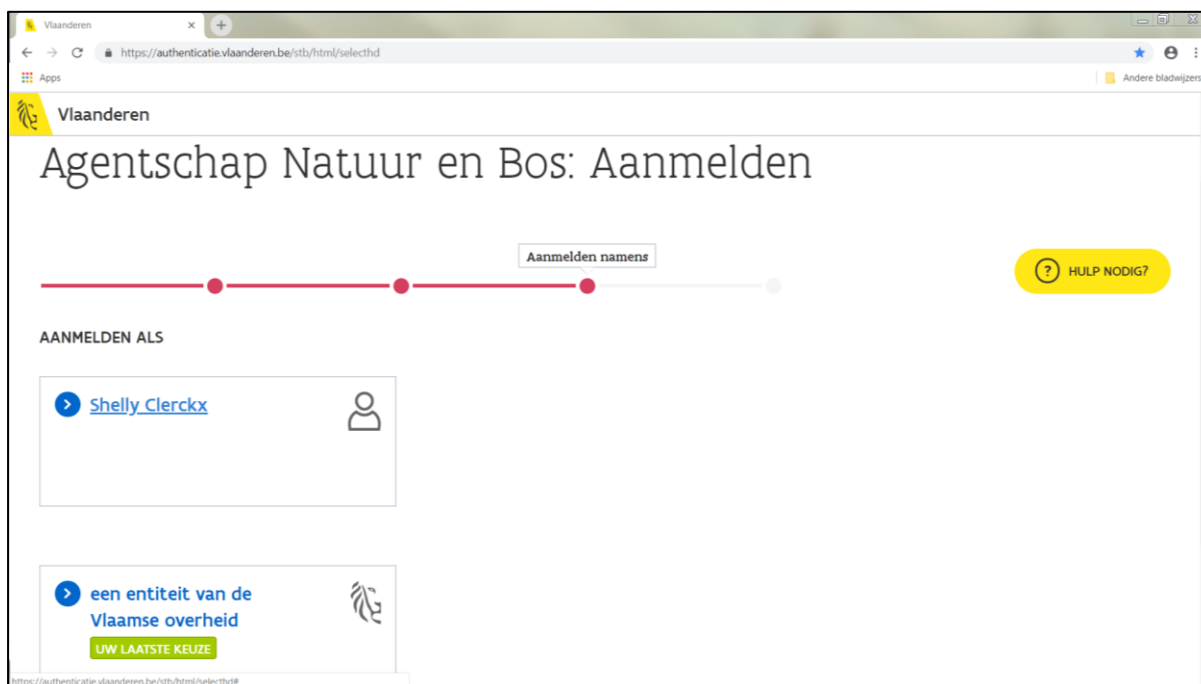 Vlaanderen
https://authenticatie.vlaanderen.be/stb/html/selecthd
Apps
Andere bladwijzers
Vlaanderen
Agentschap Natuur en Bos: Aanmelden
Aanmelden namens
? HULP NODIG?
AANMELDEN ALS
Shelly Clerckx
een entiteit van de
Vlaamse overheid
UW LAATSTE KEUZE
https://authenticatie.vlaanderen.be/stb/html/selecthd#